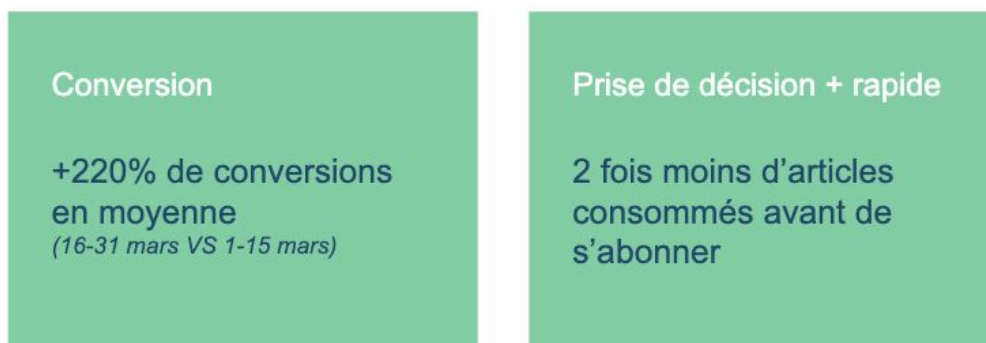 Conversion
+220% de conversions
en moyenne
(16-31 mars VS 1-15 mars)
Prise de décision + rapide
2 fois moins d’articles
consommés avant de
s’abonner